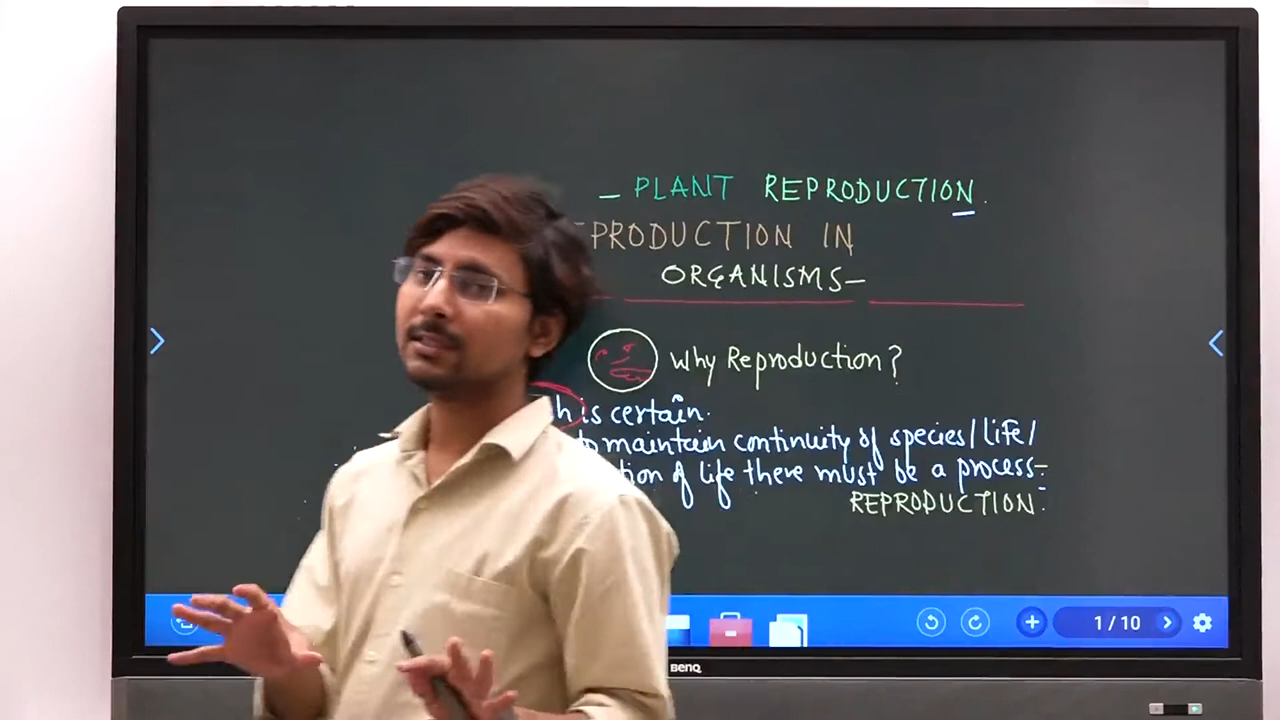 – PLANT REPRODUCTION.
PRODUCTION IN
ORGANISMS–
Why Reproduction?
is certain.
to maintain continuity of species/life/
of life there must be a process–
REPRODUCTION.
1/10
BENQ